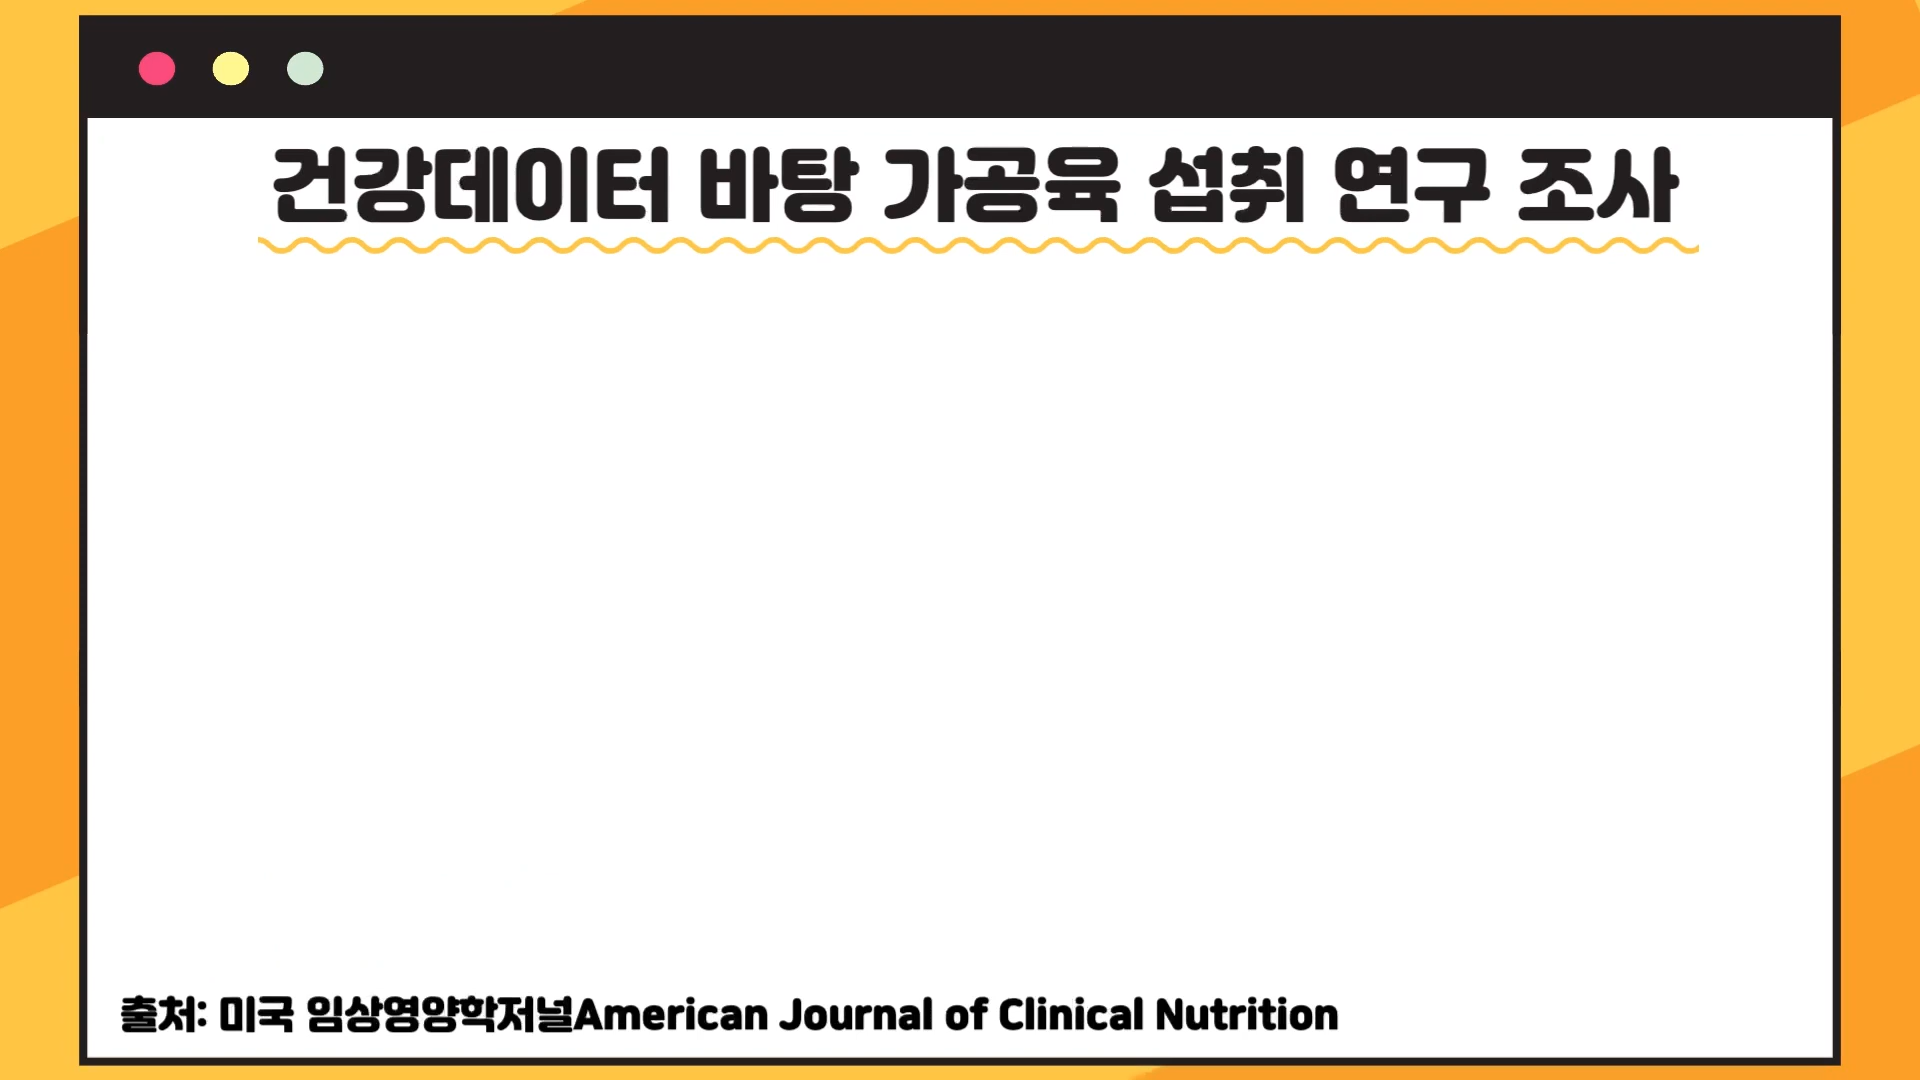 건강데이터 바탕 가공육 섭취 연구 조사
출처: 미국 임상영양학저널American Journal of Clinical Nutrition